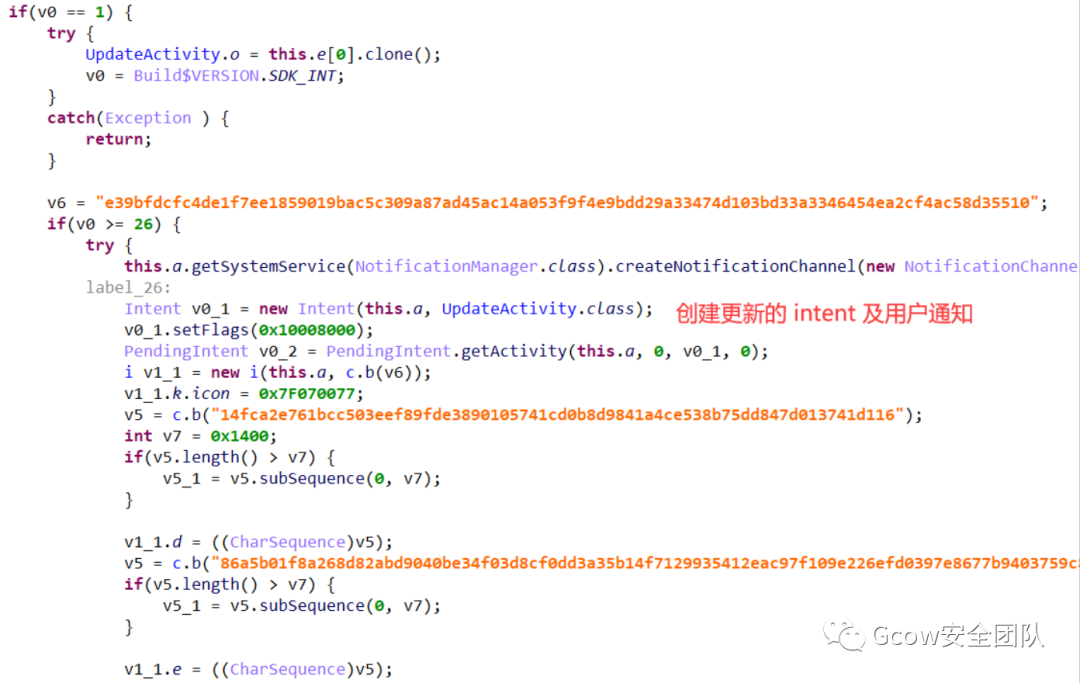 if(v0 == 1) {
try {
UpdateActivity.o = this.e[0].clone();
v0 = Build$VERSION.SDK_INT;
}
catch(Exception ) {
return;
}
v6 = "e39bfdcfc4de1f7ee1859019bac5c309a87ad45ac14a053f9f4e9bdd29a33474d103bd33a3346454ea2cf4ac58d35510";
if(v0 >= 26) {
try {
this.a.getSystemService(NotificationManager.class).createNotificationChannel(new NotificationChanne
label_26:
Intent v0_1 = new Intent(this.a, UpdateActivity.class); 创建更新的 intent 及用户通知
v0_1.setFlags(0x10008000);
PendingIntent v0_2 = PendingIntent.getActivity(this.a, 0, v0_1, 0);
i v1_1 = new i(this.a, c.b(v6));
v1_1.k.icon = 0x7F070077;
v5 = c.b("14fca2e761bcc503eef89fde3890105741cd0b8d9841a4ce538b75dd847d013741d116");
int v7 = 0x1400;
if(v5.length() > v7) {
v5_1 = v5.subSequence(0, v7);
}
v1_1.d = ((CharSequence)v5);
v5 = c.b("86a5b01f8a268d82abd9040be34f03d8cf0dd3a35b14f7129935412eac97f109e226efd0397e8677b9403759c
if(v5.length() > v7) {
v5_1 = v5.subSequence(0, v7);
}
v1_1.e = ((CharSequence)v5);
Gcow安全团队